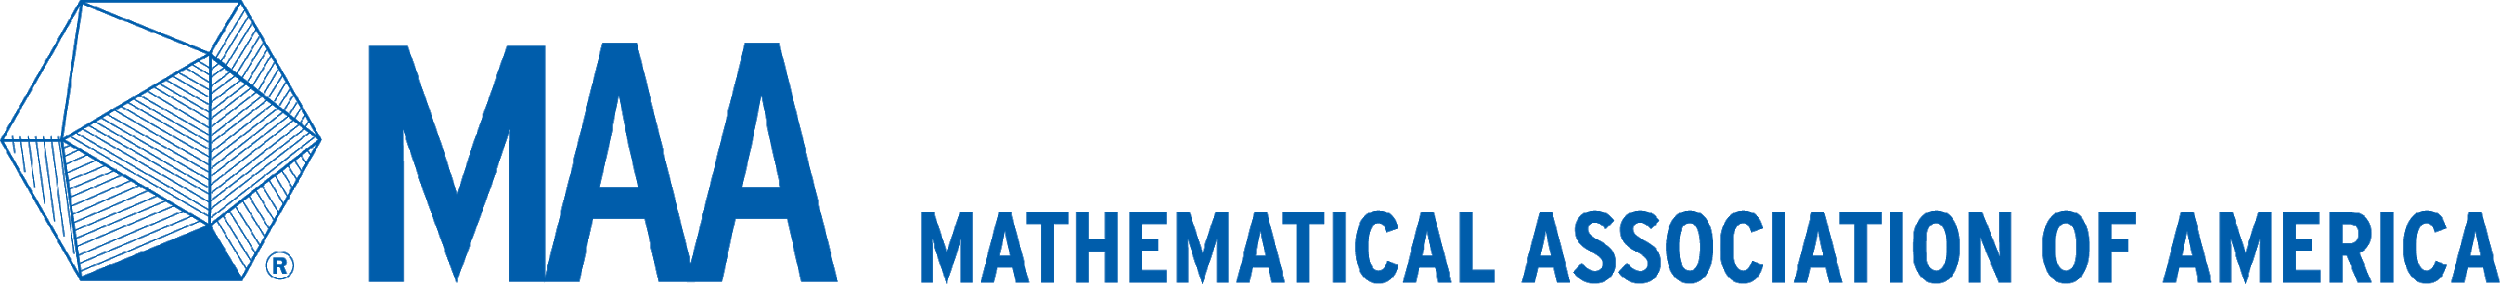 ® MAA MATHEMATICAL ASSOCIATION OF AMERICA